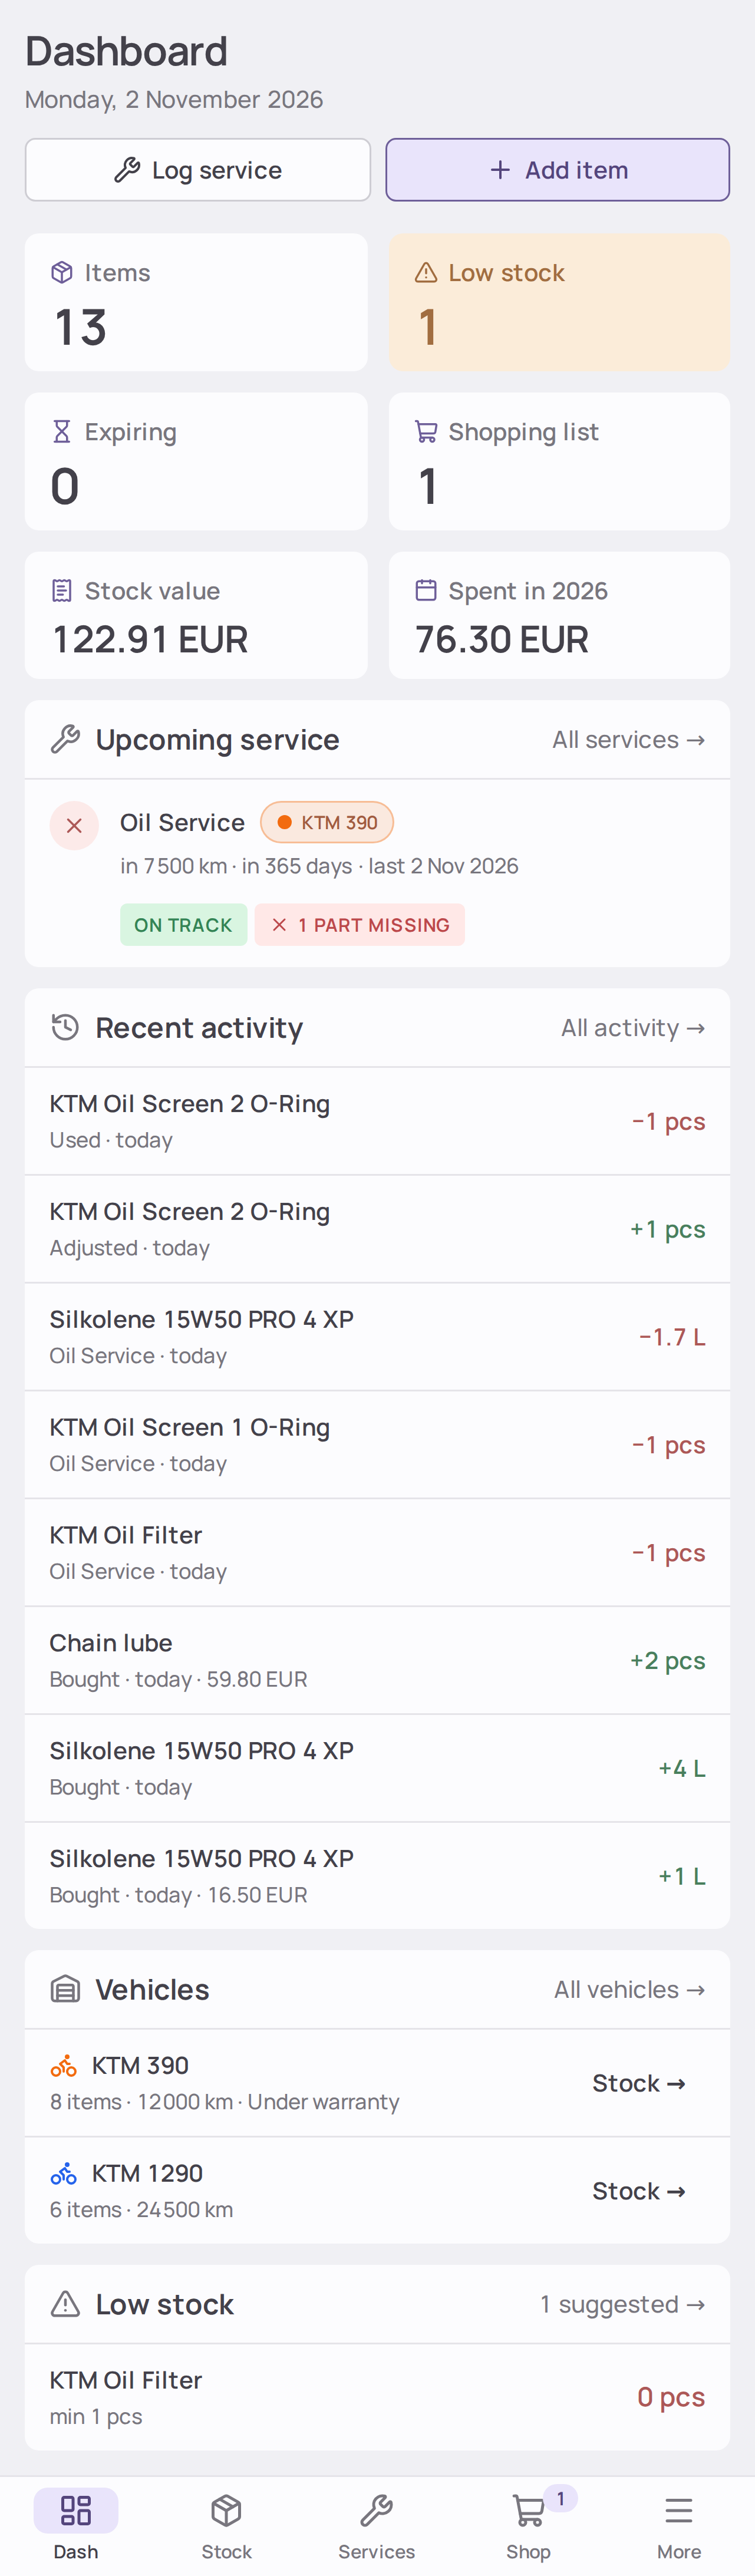 Dashboard
Monday, 2 November 2026
Log service
Add item
Items
13
Low stock
1
Expiring
0
Shopping list
1
Stock value
122.91 EUR
Spent in 2026
76.30 EUR
Upcoming service
All services →
Oil Service
KTM 390
in 7 500 km · in 365 days · last 2 Nov 2026
ON TRACK
1 PART MISSING
Recent activity
All activity →
KTM Oil Screen 2 O-Ring
Used · today
−1 pcs
KTM Oil Screen 2 O-Ring
Adjusted · today
+1 pcs
Silkolene 15W50 PRO 4 XP
Oil Service · today
−1.7 L
KTM Oil Screen 1 O-Ring
Oil Service · today
−1 pcs
KTM Oil Filter
Oil Service · today
−1 pcs
Chain lube
Bought · today · 59.80 EUR
+2 pcs
Silkolene 15W50 PRO 4 XP
Bought · today
+4 L
Silkolene 15W50 PRO 4 XP
Bought · today · 16.50 EUR
+1 L
Vehicles
All vehicles →
KTM 390
8 items · 12 000 km · Under warranty
Stock →
KTM 1290
6 items · 24 500 km
Stock →
Low stock
1 suggested →
KTM Oil Filter
min 1 pcs
0 pcs
Dash
Stock
Services
1
Shop
More